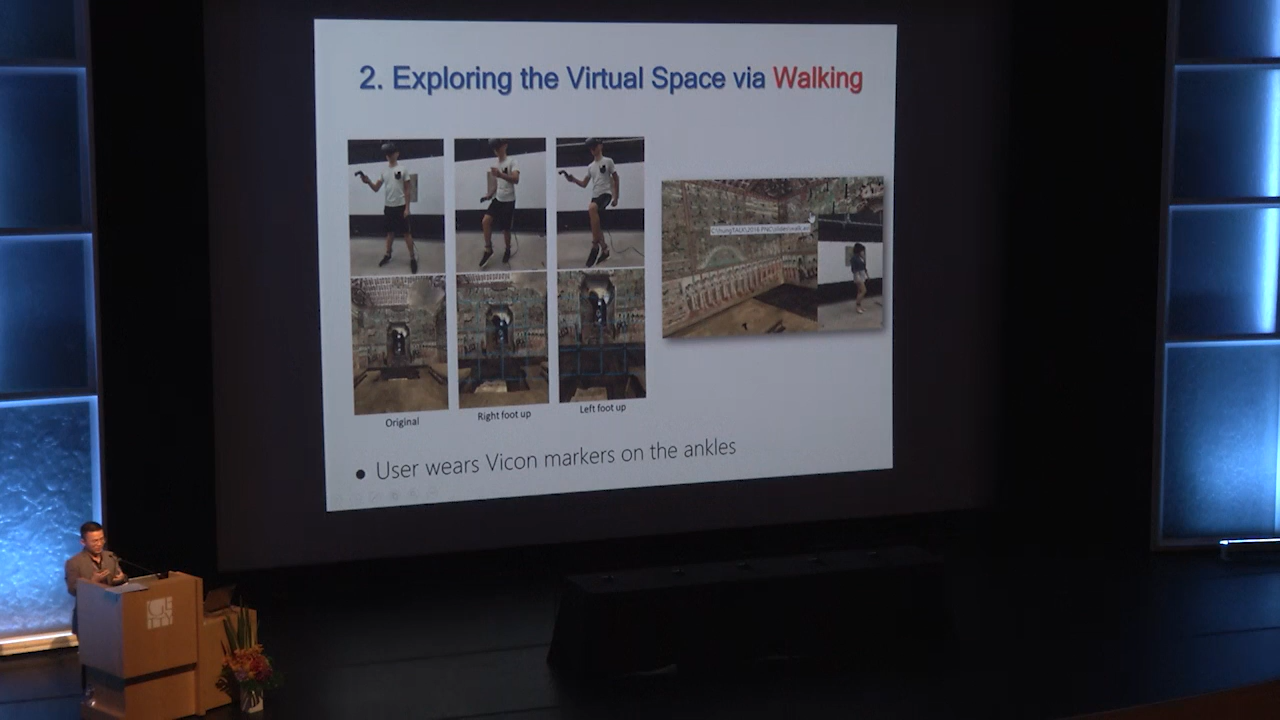 2. Exploring the Virtual Space via Walking
Original
Right foot up
Left foot up
● User wears Vicon markers on the ankles
GETTY